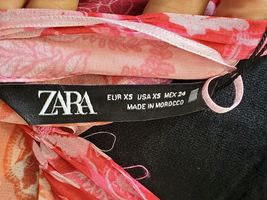 ZARA
EUR XS USA XS MEX 24
MADE IN MOROCCO